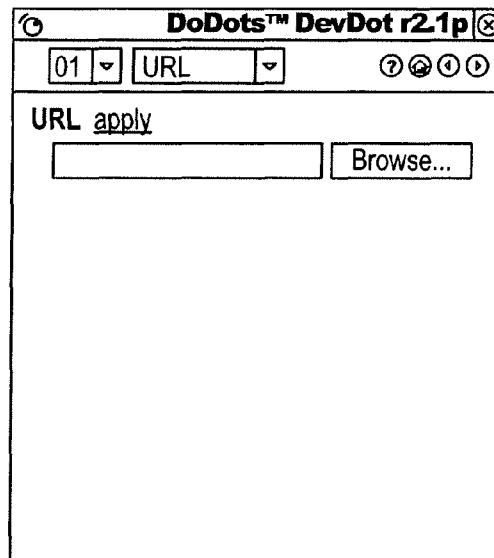 DoDots™ DevDot r2.1p
01 URL ?
URL apply
Browse...